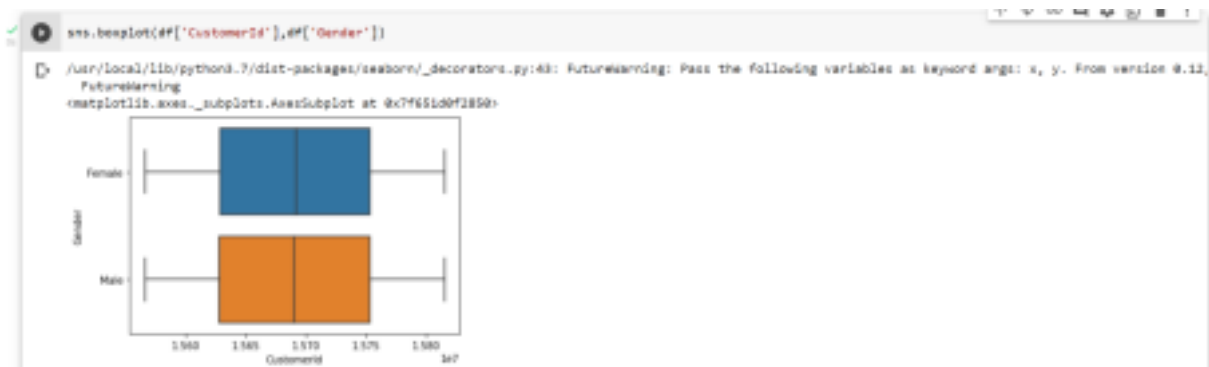 sns.boxplot(df['CustomerId'],df['Gender'])
/usr/local/lib/python3.7/dist-packages/seaborn/_decorators.py:43: FutureWarning: Pass the following variables as keyword args: x, y. From version 0.12,
FutureWarning
<matplotlib.axes._subplots.AxesSubplot at 0x7f651d0f2850>
Female
Gender
Male
1.560 1.565 1.570 1.575 1.580
CustomerId 1e7